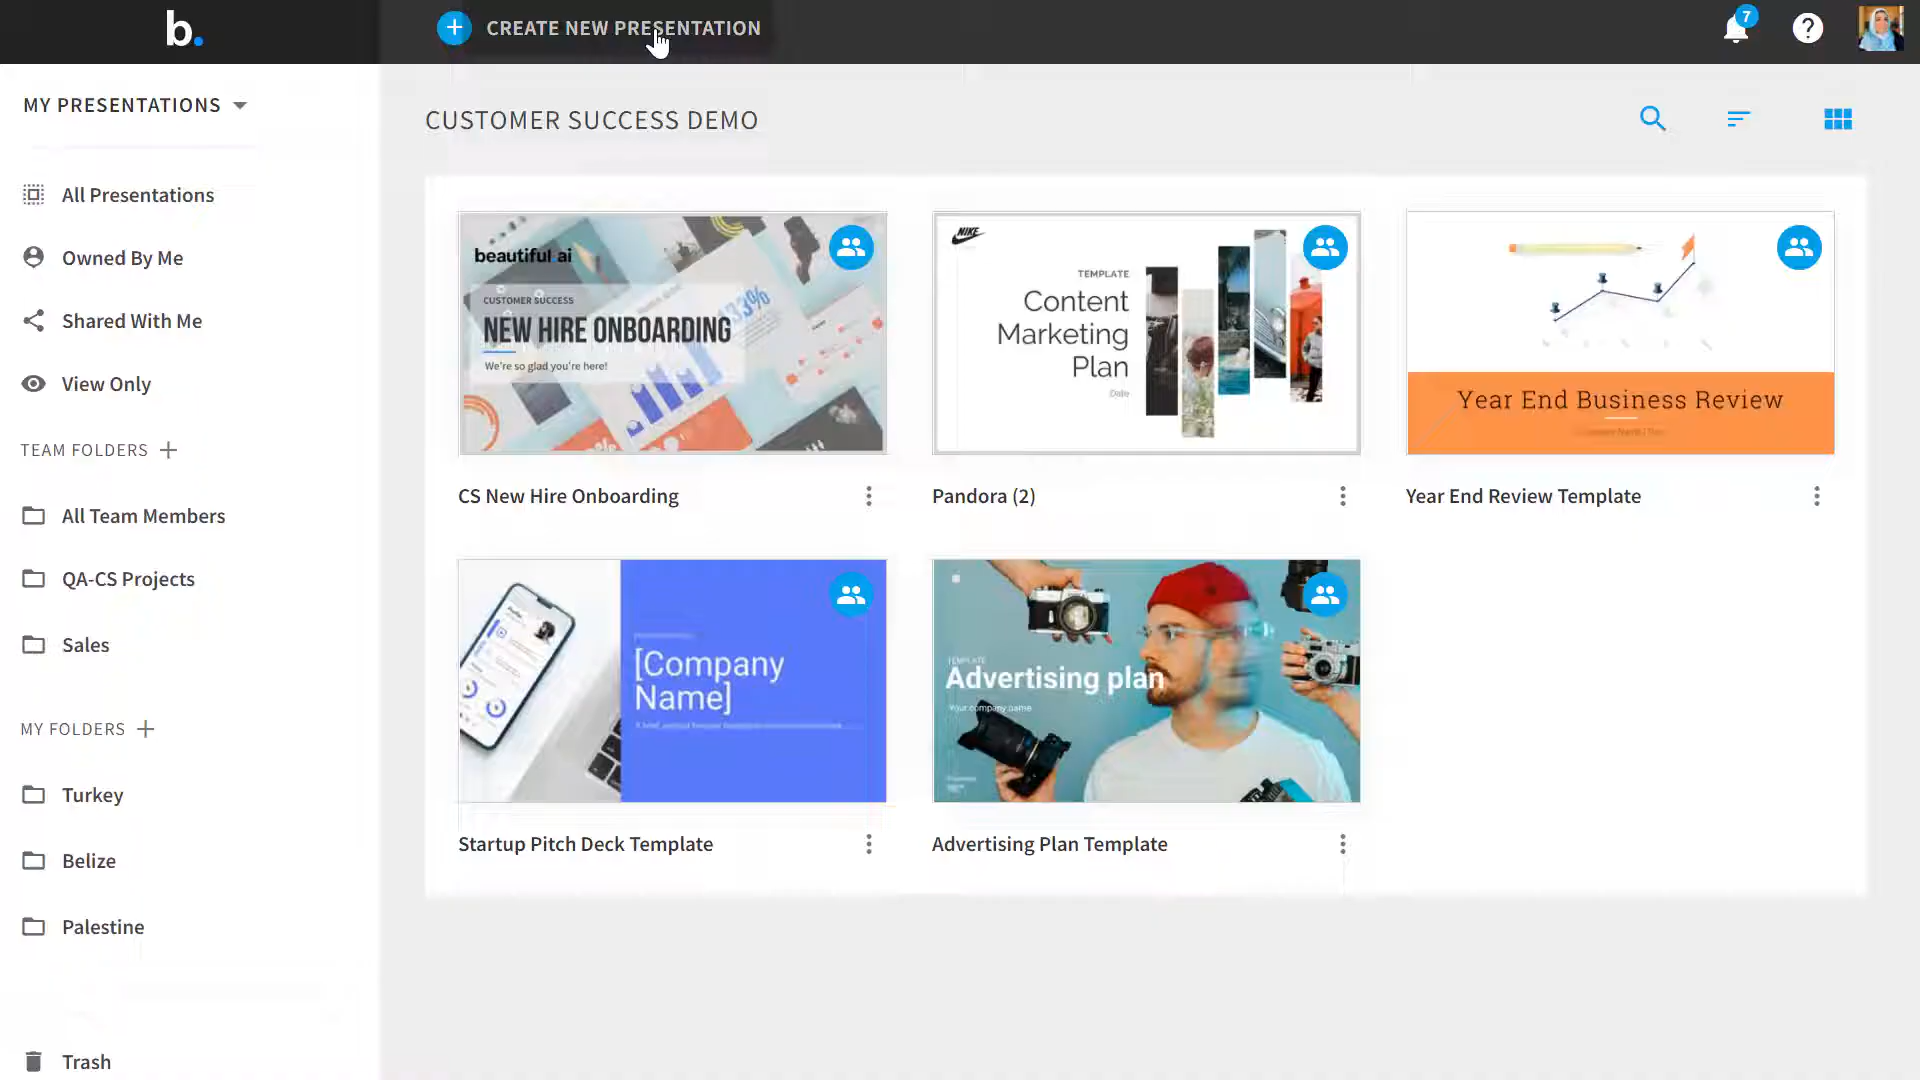 b.
CREATE NEW PRESENTATION
7
?
MY PRESENTATIONS
CUSTOMER SUCCESS DEMO
All Presentations
Owned By Me
Shared With Me
View Only
TEAM FOLDERS
All Team Members
QA-CS Projects
Sales
MY FOLDERS
Turkey
Belize
Palestine
Trash
beautiful.ai
CUSTOMER SUCCESS
133%
NEW HIRE ONBOARDING
We're so glad you're here!
CS New Hire Onboarding
NIKE
TEMPLATE
Content
Marketing
Plan
Date
Pandora (2)
Year End Business Review
Year End Review Template
[Company
Name]
Startup Pitch Deck Template
TEMPLATE
Advertising plan
Your company name
Advertising Plan Template